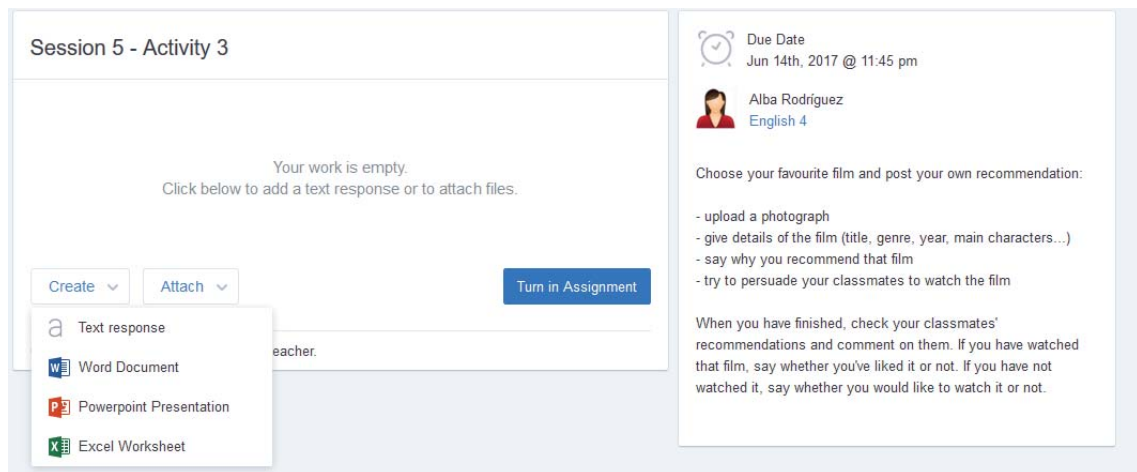 Session 5 - Activity 3
Your work is empty.
Click below to add a text response or to attach files.
Create
Attach
Turn in Assignment
Text response
eacher.
Word Document
Powerpoint Presentation
Excel Worksheet
Due Date
Jun 14th, 2017 @ 11:45 pm
Alba Rodríguez
English 4
Choose your favourite film and post your own recommendation:
- upload a photograph
- give details of the film (title, genre, year, main characters...)
- say why you recommend that film
- try to persuade your classmates to watch the film
When you have finished, check your classmates'
recommendations and comment on them. If you have watched
that film, say whether you've liked it or not. If you have not
watched it, say whether you would like to watch it or not.